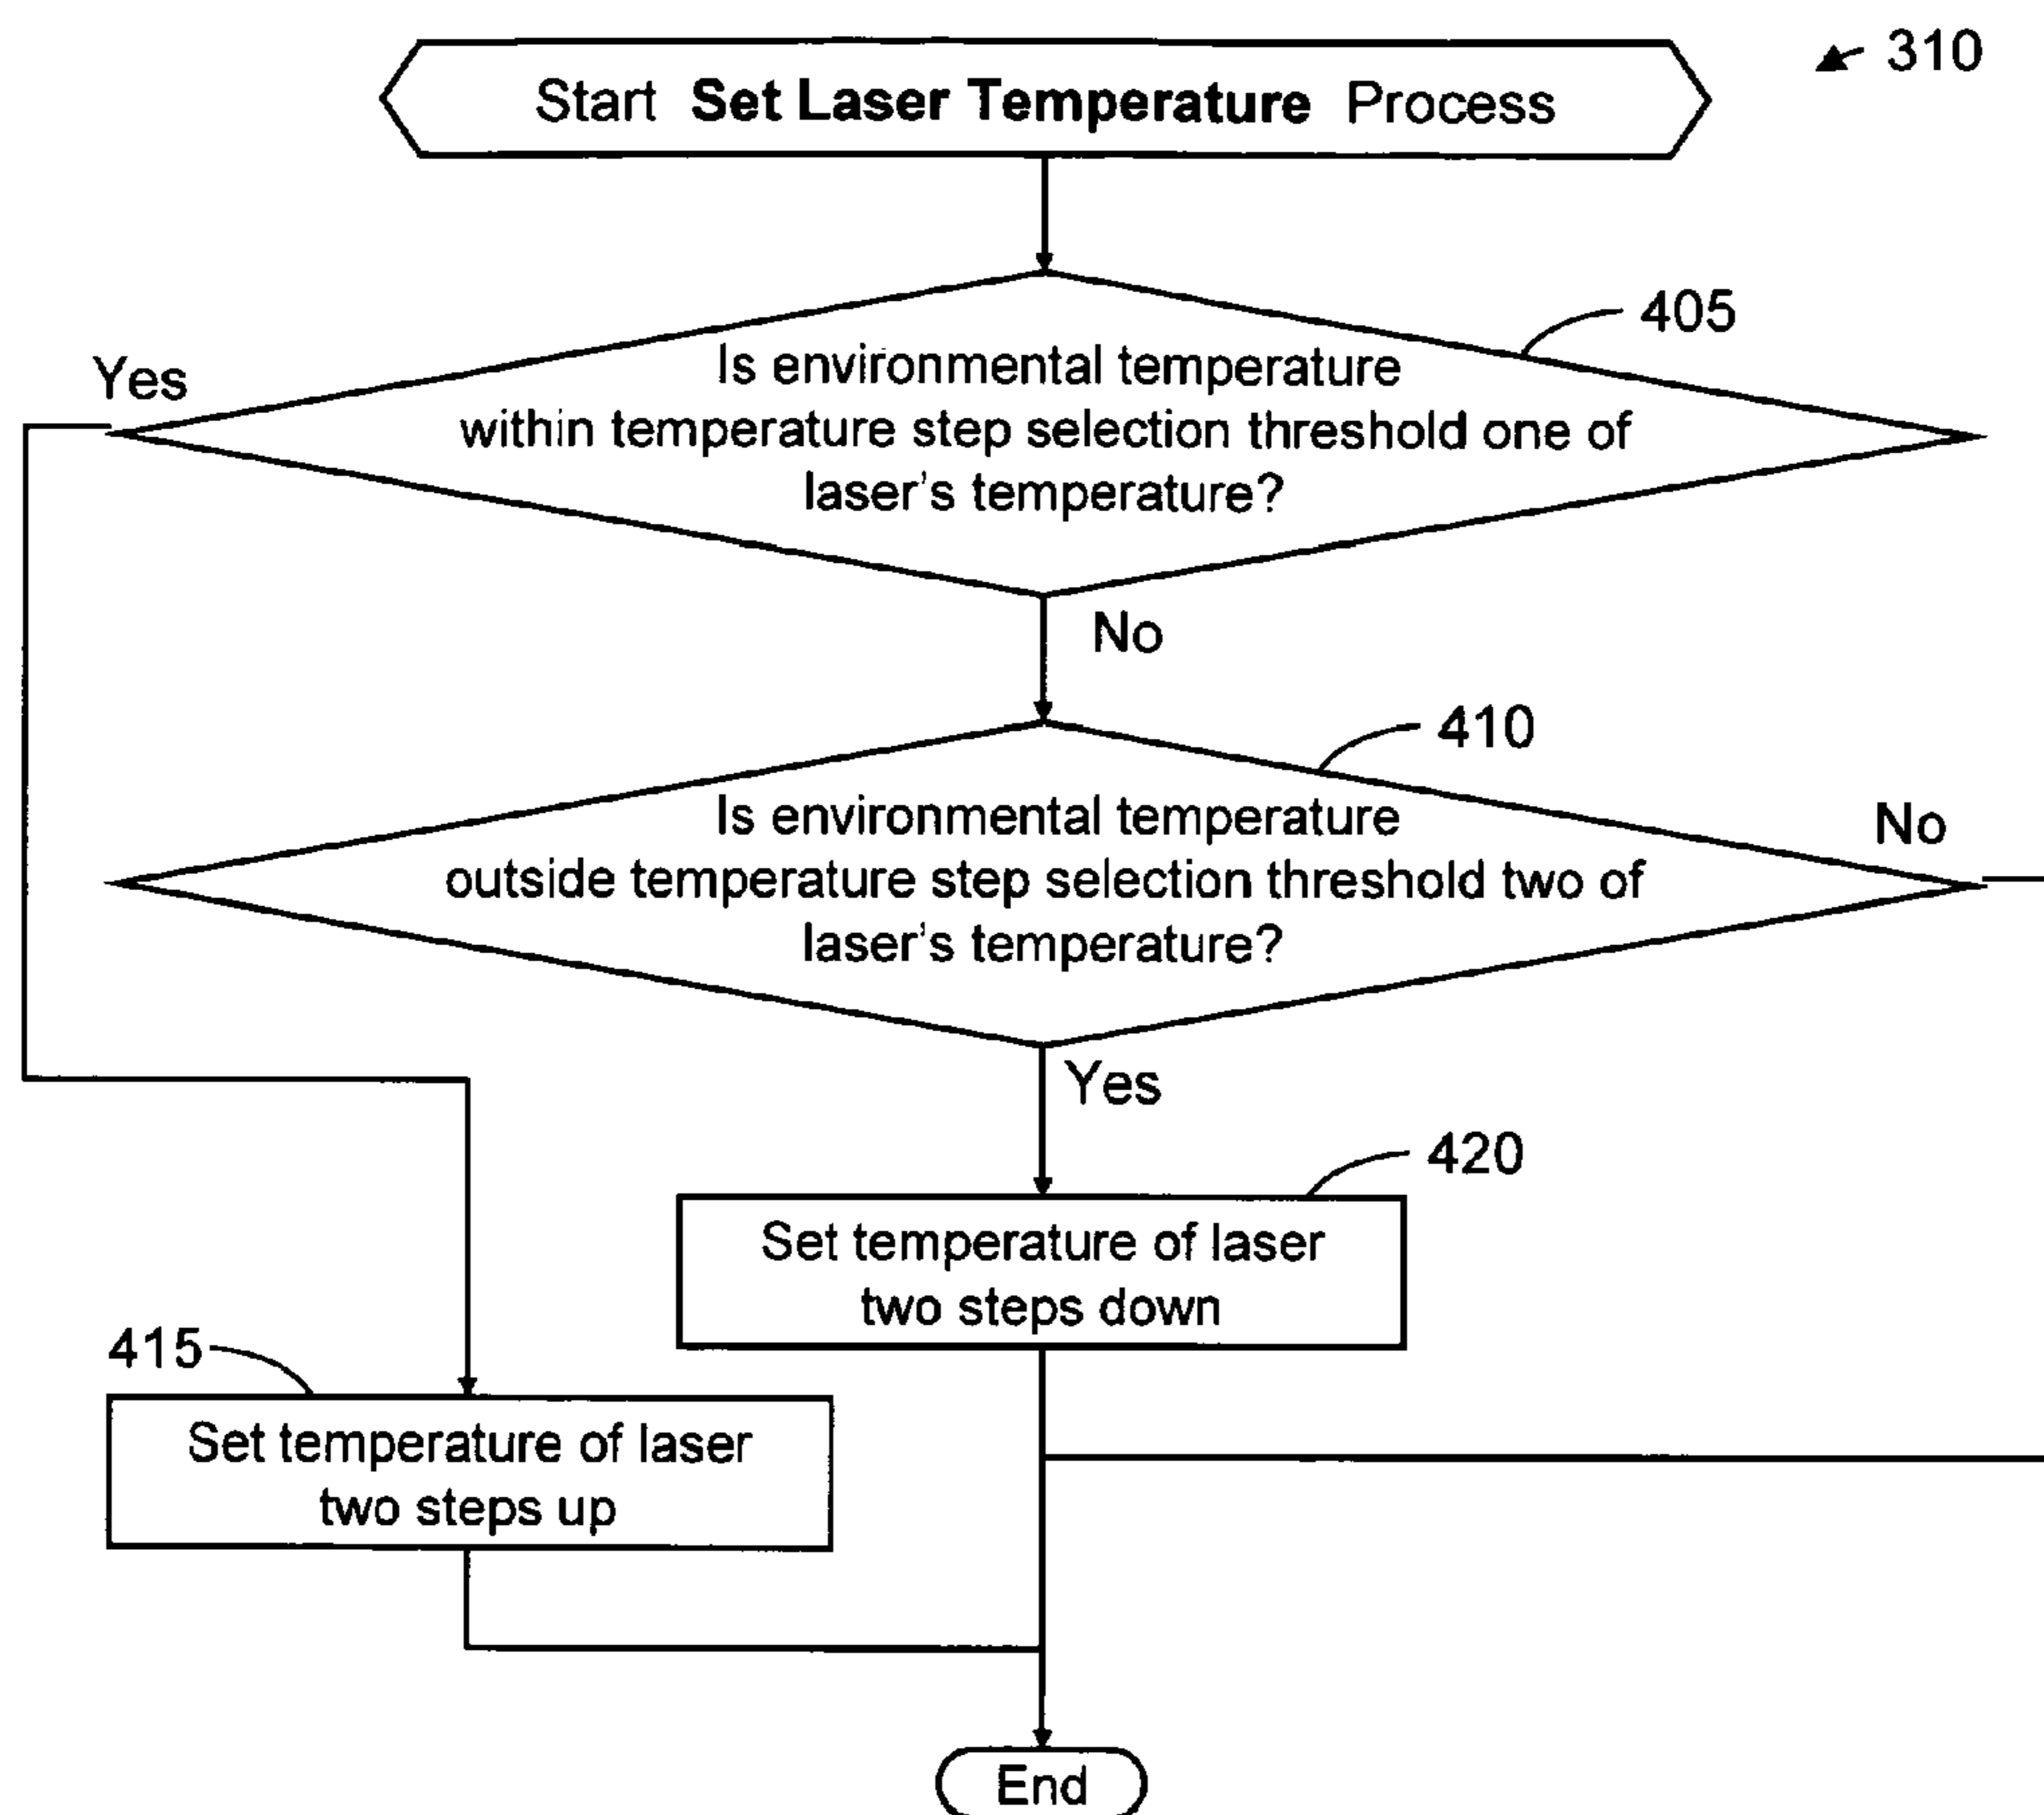 310
Start Set Laser Temperature Process
405
Yes
Is environmental temperature
within temperature step selection threshold one of
laser's temperature?
No
410
No
Is environmental temperature
outside temperature step selection threshold two of
laser's temperature?
Yes
420
Set temperature of laser
two steps down
415
Set temperature of laser
two steps up
End